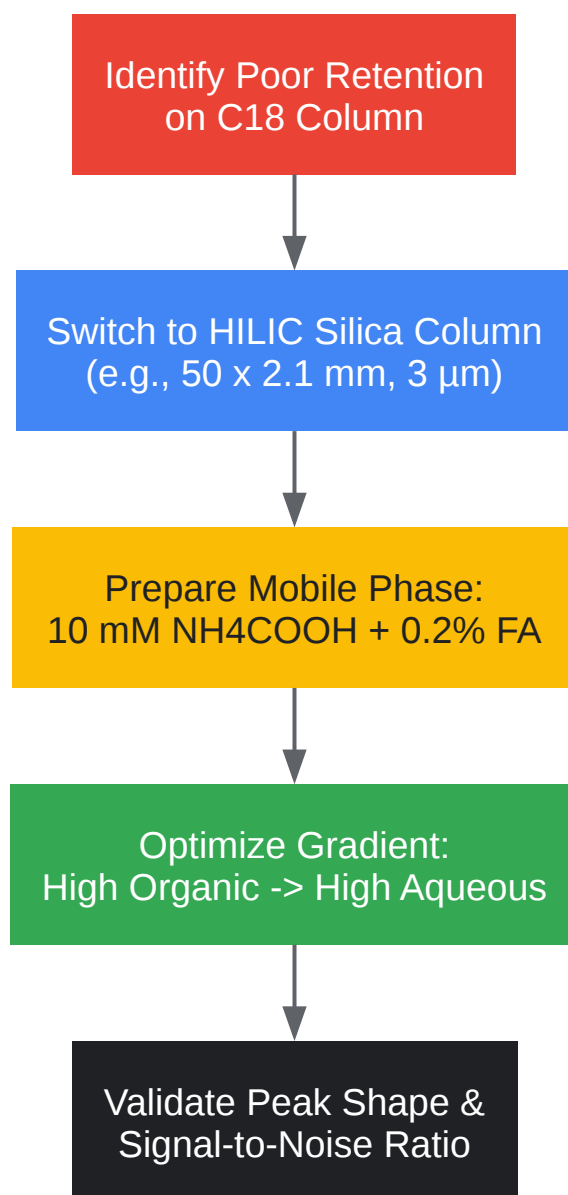 Identify Poor Retention
on C18 Column
Switch to HILIC Silica Column
(e.g., 50 x 2.1 mm, 3 µm)
Prepare Mobile Phase:
10 mM NH4COOH + 0.2% FA
Optimize Gradient:
High Organic -> High Aqueous
Validate Peak Shape &
Signal-to-Noise Ratio